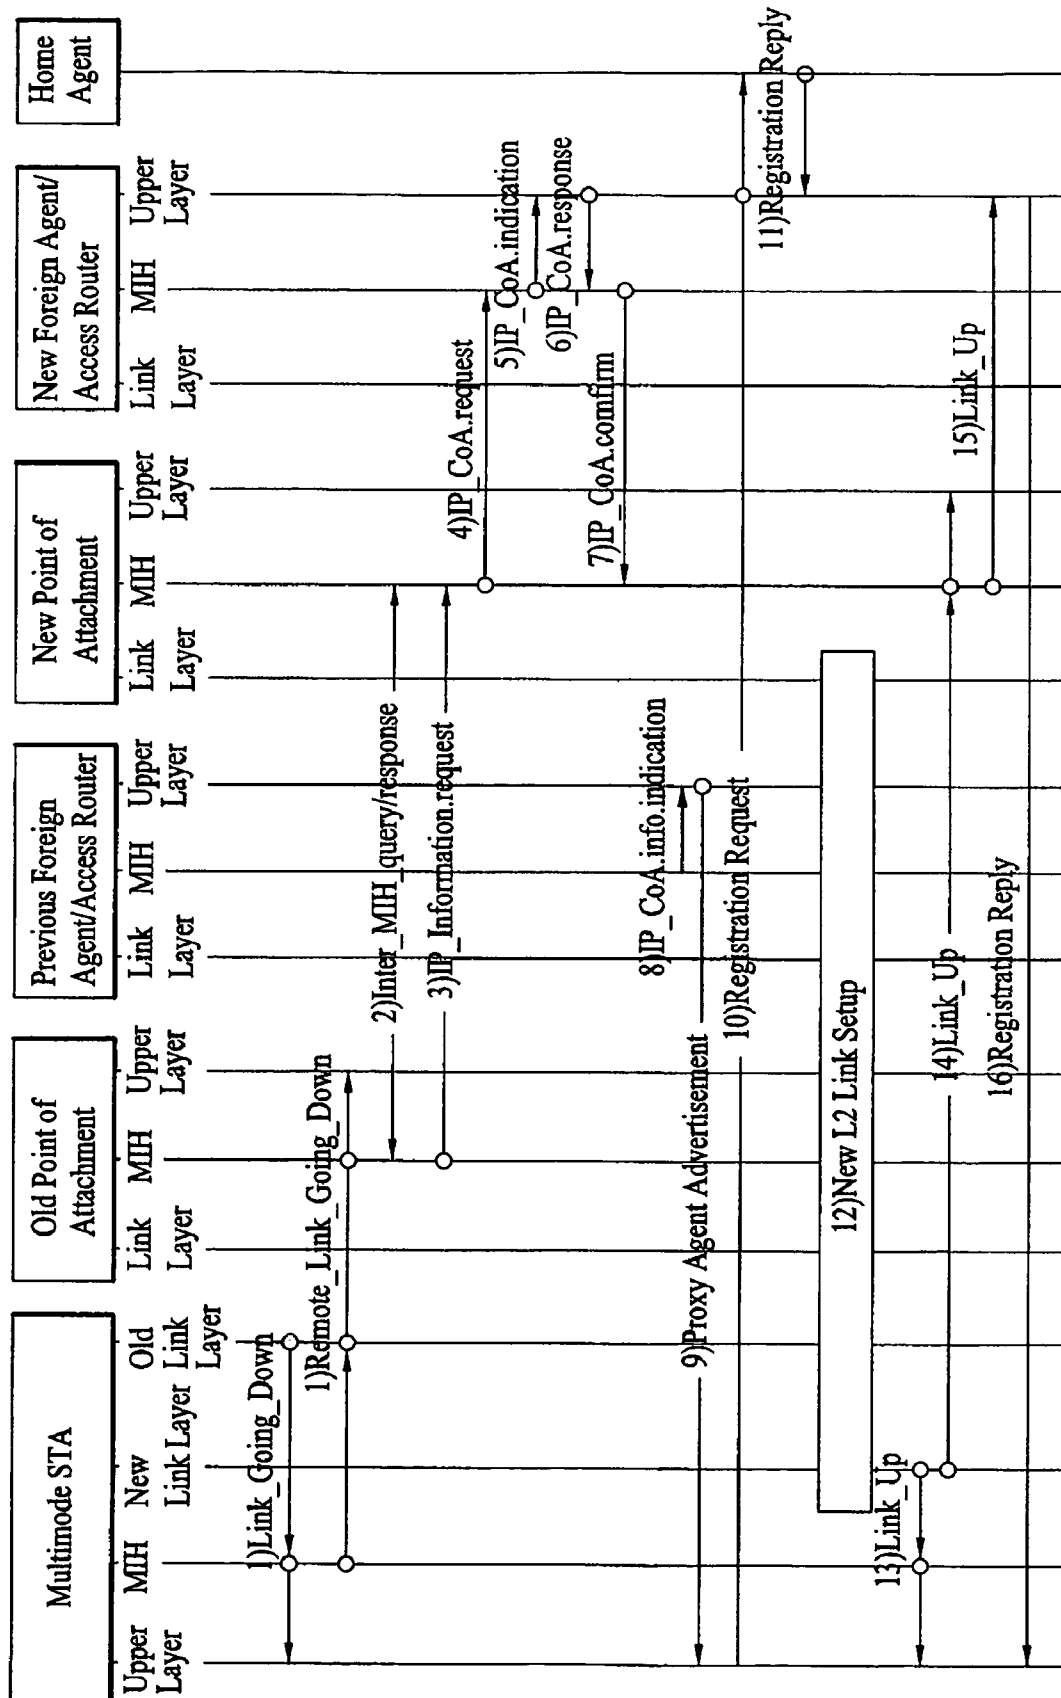 Multimode STA
Old Point of
Attachment
Previous Foreign
Agent/Access Router
New Point of
Attachment
New Foreign Agent/
Access Router
Home
Agent
Upper
Layer
MIH
New
Link Layer
Old
Link
Layer
Link
Layer
MIH
Upper
Layer
Link
Layer
MIH
Upper
Layer
Link
Layer
MIH
Upper
Layer
Link
Layer
MIH
Upper
Layer
1)Link_Going_Down
1)Remote_Link_Going_Down
2)Inter_MIH_query/response
3)IP_Information.request
4)IP_CoA.request
5)IP_CoA.indication
6)IP_CoA.response
7)IP_CoA.comfirm
8)IP_CoA.info.indication
9)Proxy Agent Advertisement
10)Registration Request
11)Registration Reply
12)New L2 Link Setup
13)Link_Up
14)Link_Up
15)Link_Up
16)Registration Reply